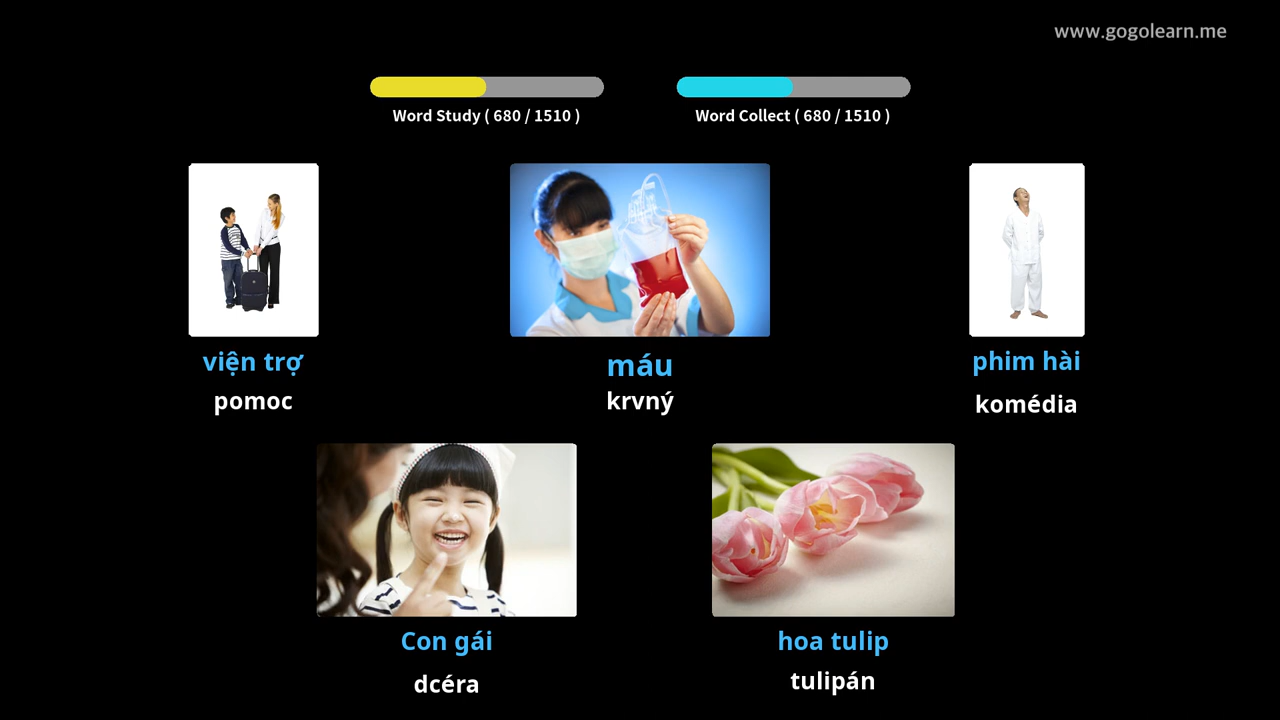 www.gogolearn.me
Word Study ( 680 / 1510 )
Word Collect ( 680 / 1510 )
viện trợ
pomoc
máu
krvný
phim hài
komédia
Con gái
dcéra
hoa tulip
tulipán